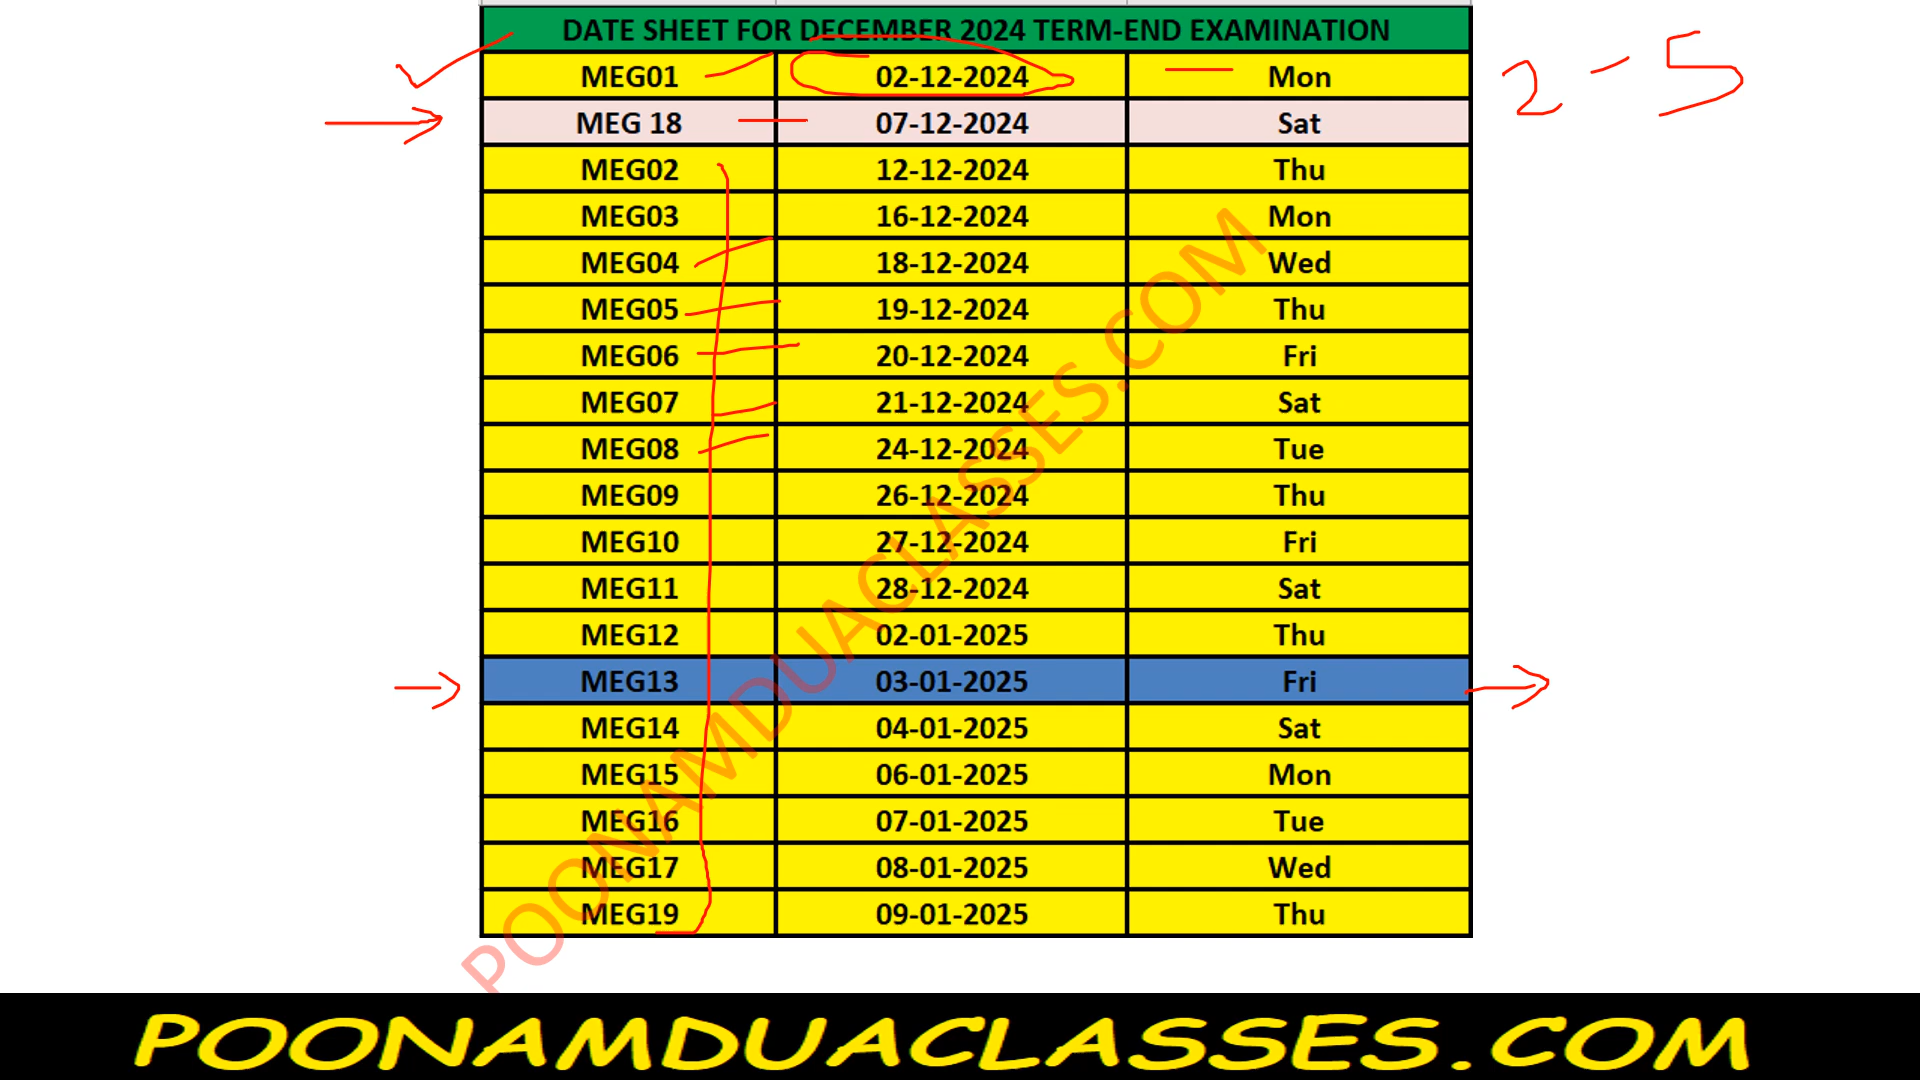 DATE SHEET FOR DECEMBER 2024 TERM-END EXAMINATION
MEG01 02-12-2024 Mon 2 - 5
MEG 18 07-12-2024 Sat
MEG02 12-12-2024 Thu
MEG03 16-12-2024 Mon
MEG04 18-12-2024 Wed
MEG05 19-12-2024 Thu
MEG06 20-12-2024 Fri
MEG07 21-12-2024 Sat
MEG08 24-12-2024 Tue
MEG09 26-12-2024 Thu
MEG10 27-12-2024 Fri
MEG11 28-12-2024 Sat
MEG12 02-01-2025 Thu
MEG13 03-01-2025 Fri
MEG14 04-01-2025 Sat
MEG15 06-01-2025 Mon
MEG16 07-01-2025 Tue
MEG17 08-01-2025 Wed
MEG19 09-01-2025 Thu
POONAMDUACLASSES.COM
POONAMDUACLASSES.COM